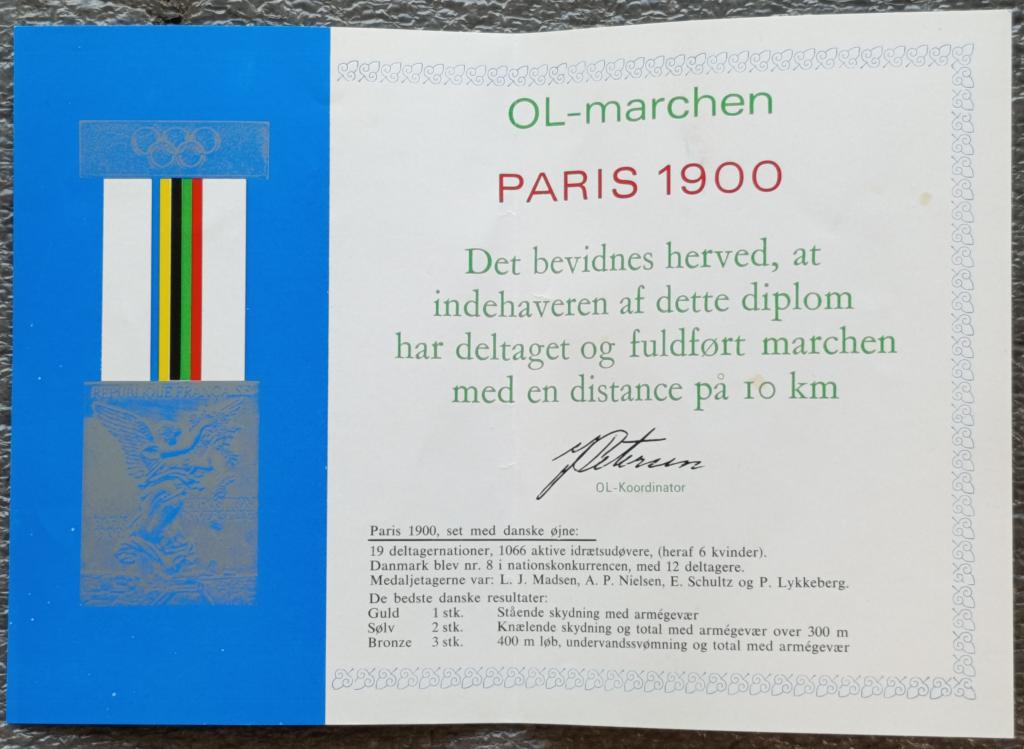 OL-marchen
PARIS 1900
Det bevidnes herved, at
indehaveren af dette diplom
har deltaget og fuldført marchen
med en distance på 10 km
J Petersen
OL-Koordinator
Paris 1900, set med danske øjne:
19 deltagernationer, 1066 aktive idrætsudøvere, (heraf 6 kvinder).
Danmark blev nr. 8 i nationskonkurrencen, med 12 deltagere.
Medaljetagerne var: L. J. Madsen, A. P. Nielsen, E. Schultz og P. Lykkeberg.
De bedste danske resultater:
Guld 1 stk. Stående skydning med armégevær
Sølv 2 stk. Knælende skydning og total med armégevær over 300 m
Bronze 3 stk. 400 m løb, undervandssvømning og total med armégevær
REPUBLIQUE FRANÇAISE